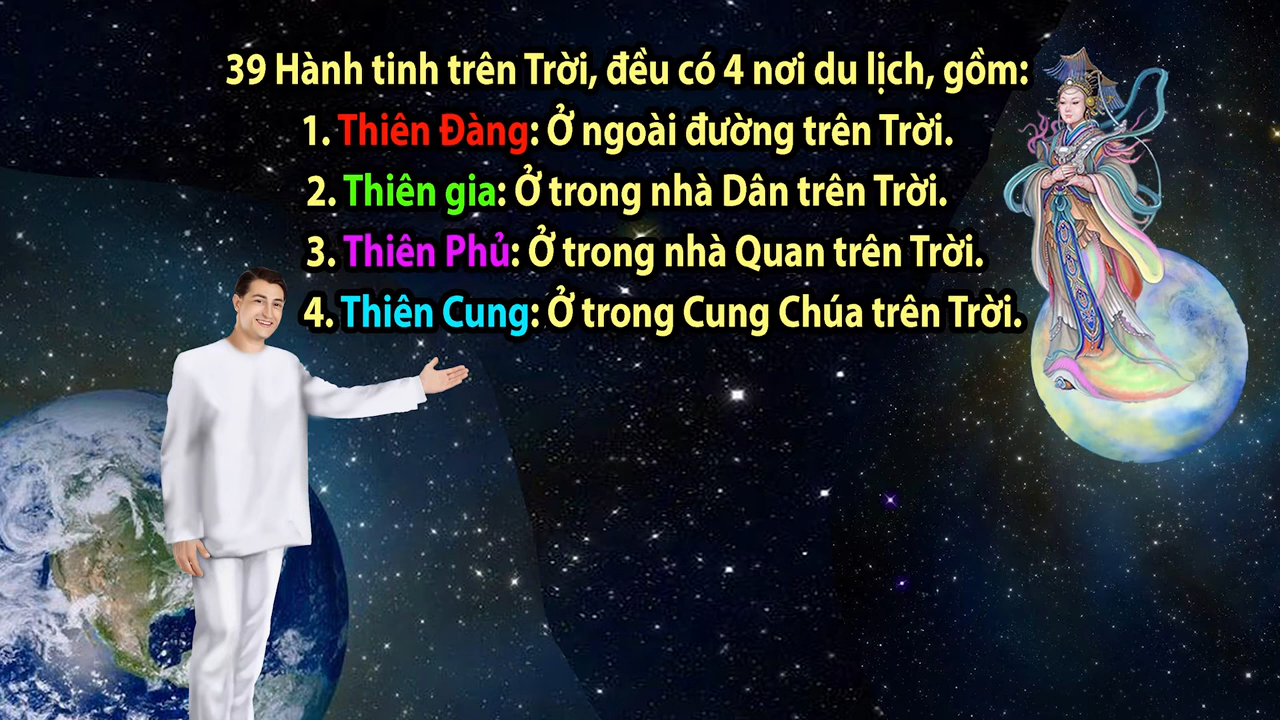 39 Hành tinh trên Trời, đều có 4 nơi du lịch, gồm:
1. Thiên Đàng: Ở ngoài đường trên Trời.
2. Thiên gia: Ở trong nhà Dân trên Trời.
3. Thiên Phủ: Ở trong nhà Quan trên Trời.
4. Thiên Cung: Ở trong Cung Chúa trên Trời.